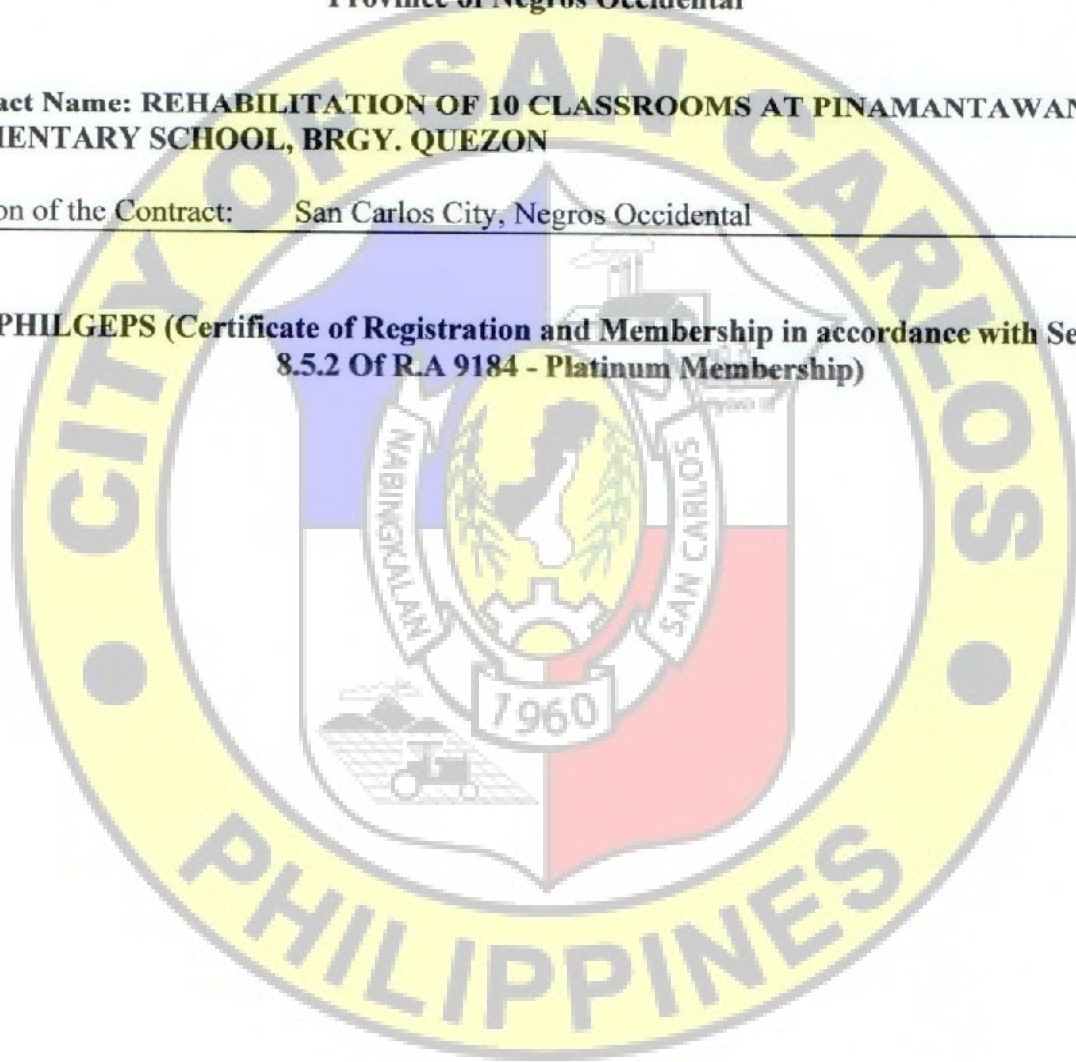 Province of Negros Occidental
act Name: REHABILITATION OF 10 CLASSROOMS AT PINAMANTAWAN
MENTARY SCHOOL, BRGY. QUEZON
on of the Contract: San Carlos City, Negros Occidental
PHILGEPS (Certificate of Registration and Membership in accordance with Se
8.5.2 Of R.A 9184 - Platinum Membership)
CITY OF SAN CARLOS
NABINGKALAN
SAN CARLOS
1960
PHILIPPINES